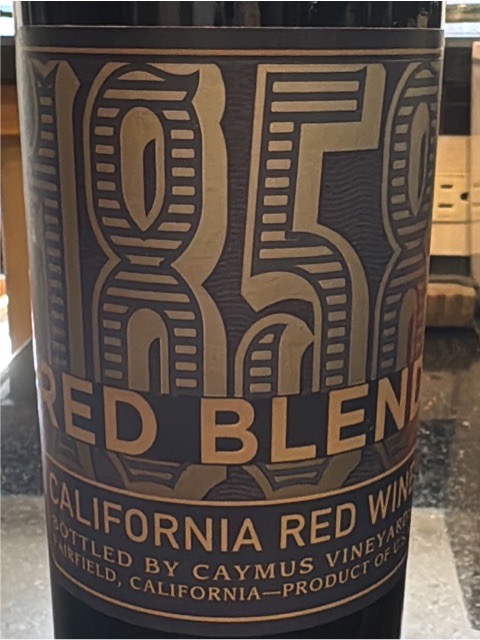 1858
RED BLEND
CALIFORNIA RED WINE
BOTTLED BY CAYMUS VINEYARDS
FAIRFIELD, CALIFORNIA—PRODUCT OF U.S.